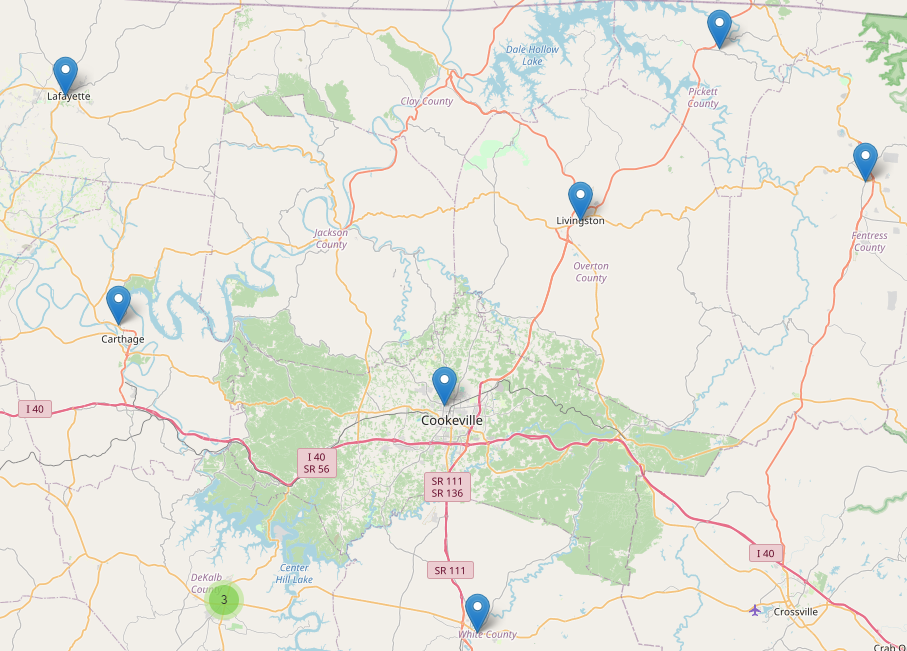 Dale Hollow
Lake
Lafayette
Clay County
Pickett
County
Livingston
Jackson
County
Fentress
County
Overton
County
Carthage
I 40
Cookeville
I 40
SR 56
SR 111
SR 136
I 40
SR 111
Center
Hill Lake
DeKalb
3
Crossville
White County